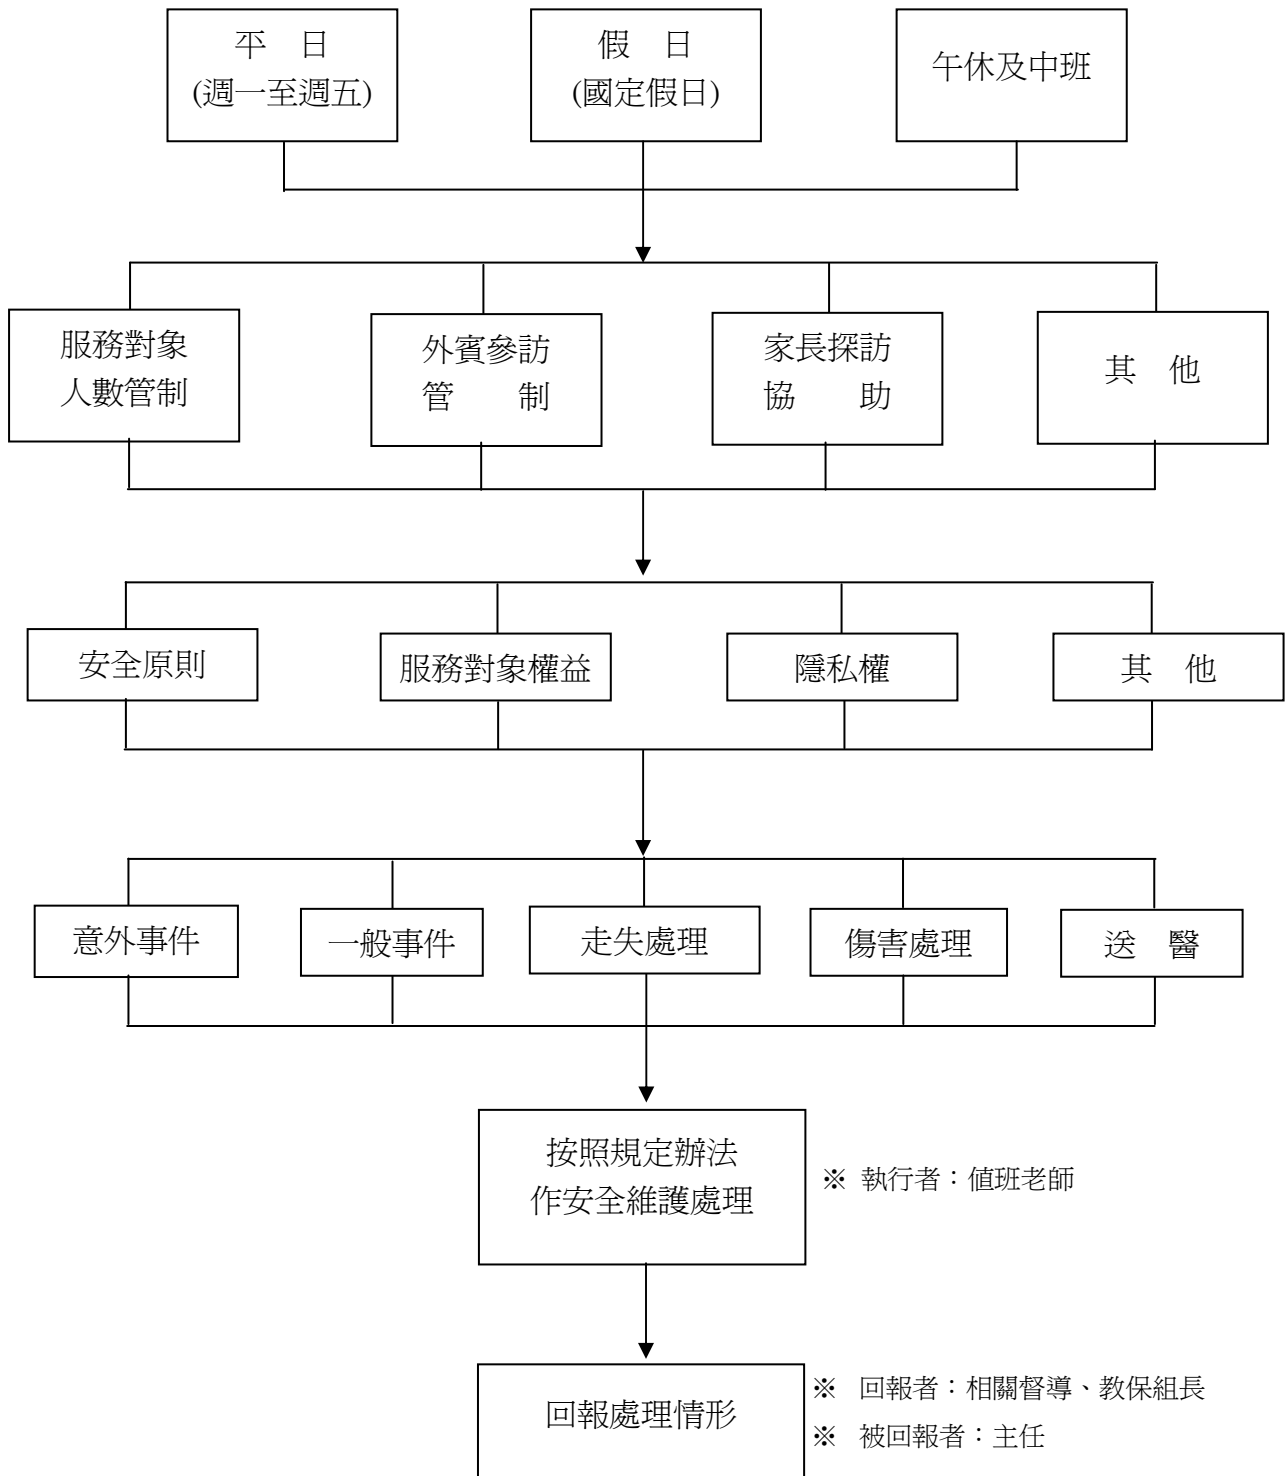 平　日
(週一至週五)
假　日
(國定假日)
午休及中班
服務對象
人數管制
外賓參訪
管　　制
家長探訪
協　　助
其　他
安全原則
服務對象權益
隱私權
其　他
意外事件
一般事件
走失處理
傷害處理
送　醫
按照規定辦法
作安全維護處理
※ 執行者：值班老師
回報處理情形
※ 回報者：相關督導、教保組長
※ 被回報者：主任